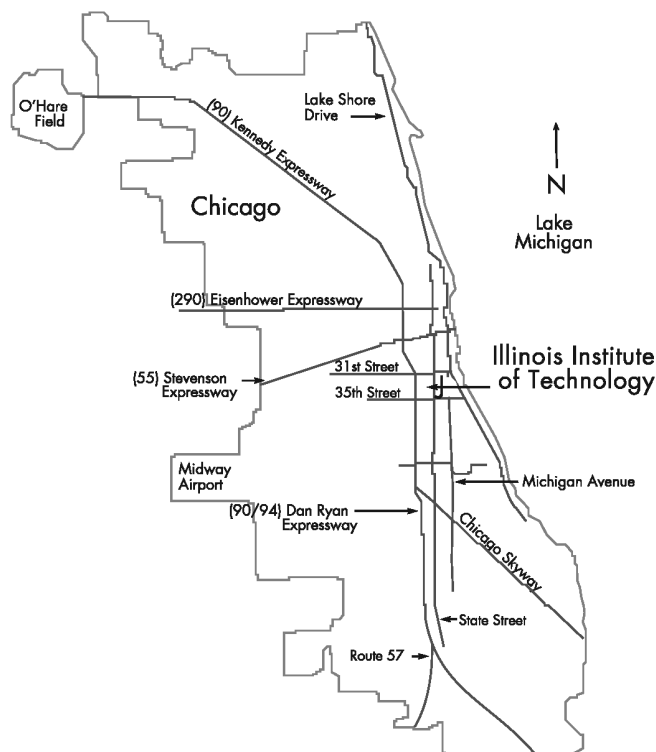 O'Hare
Field
(90) Kennedy Expressway
Lake Shore
Drive
N
Chicago
Lake
Michigan
(290) Eisenhower Expressway
Illinois Institute
of Technology
31st Street
(55) Stevenson
Expressway
35th Street
Midway
Airport
Michigan Avenue
(90/94) Dan Ryan
Expressway
Chicago Skyway
State Street
Route 57